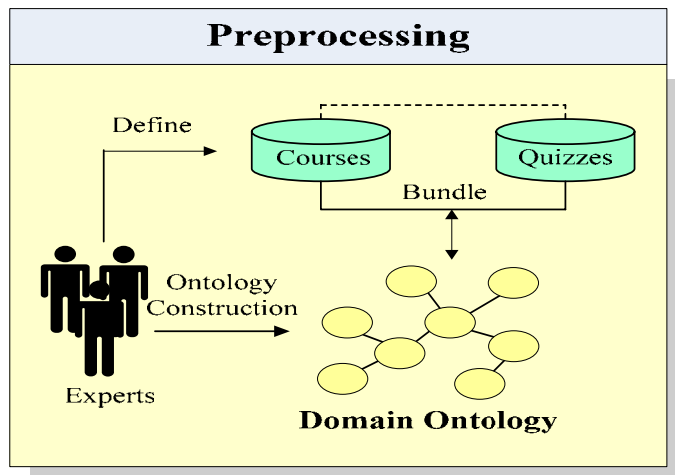 Preprocessing
Define
Courses
Quizzes
Bundle
Ontology
Construction
Experts
Domain Ontology